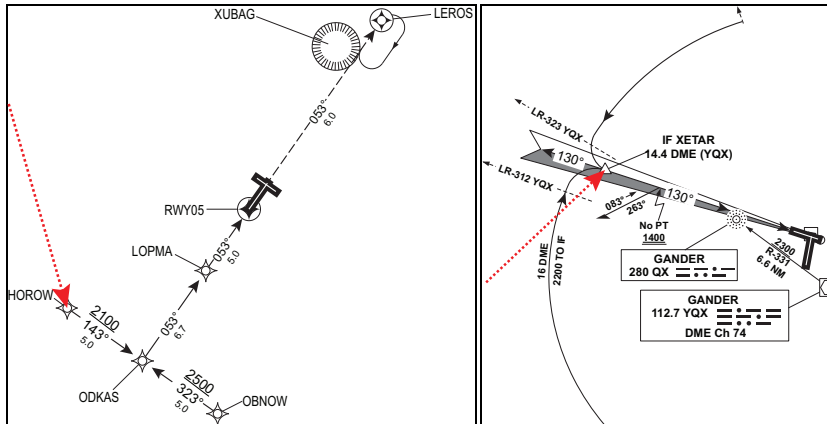 XUBAG
LEROS
053°
6.0
RWY05
LOPMA
053°
5.0
HOROW
2100
143°
5.0
053°
6.7
ODKAS
2500
323°
5.0
OBNOW
LR-323 YQX
IF XETAR
14.4 DME (YQX)
130°
LR-312 YQX
130°
083°
263°
No PT
1400
16 DME
2200 TO IF
GANDER
280 QX
2300
R-331
6.6 NM
GANDER
112.7 YQX
DME Ch 74